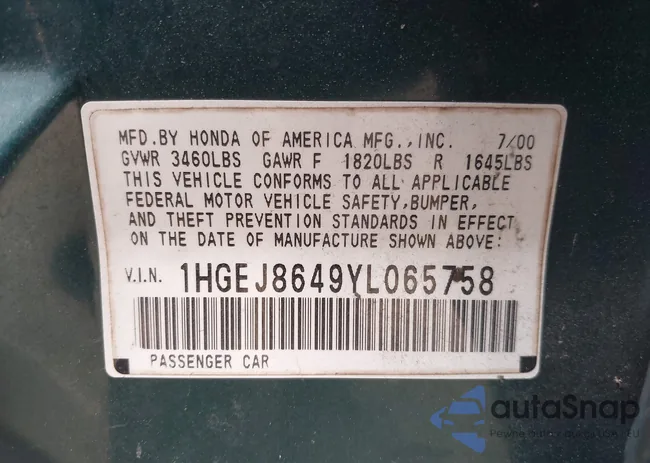 MFD.BY HONDA OF AMERICA MFG.,INC. 7/00
GVWR 3460LBS GAWR F 1820LBS R 1645LBS
THIS VEHICLE CONFORMS TO ALL APPLICABLE
FEDERAL MOTOR VEHICLE SAFETY,BUMPER,
AND THEFT PREVENTION STANDARDS IN EFFECT
ON THE DATE OF MANUFACTURE SHOWN ABOVE:
V.I.N. 1HGEJ8649YL065758
PASSENGER CAR
autaSnap